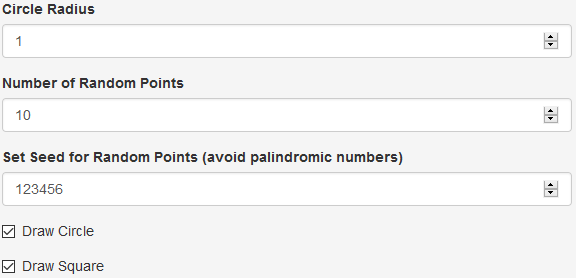 Circle Radius
1
Number of Random Points
10
Set Seed for Random Points (avoid palindromic numbers)
123456
Draw Circle
Draw Square